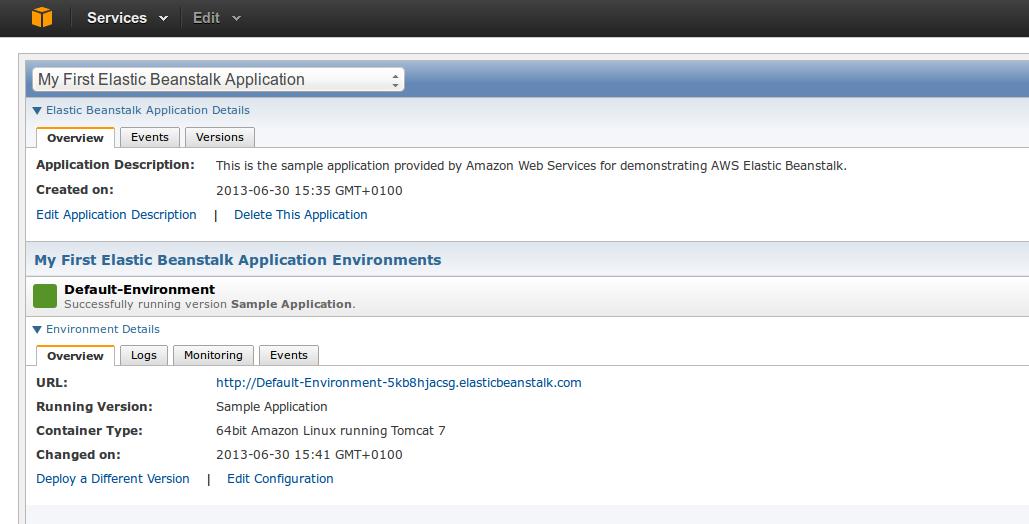 Services Edit
My First Elastic Beanstalk Application
Elastic Beanstalk Application Details
Overview Events Versions
Application Description: This is the sample application provided by Amazon Web Services for demonstrating AWS Elastic Beanstalk.
Created on: 2013-06-30 15:35 GMT+0100
Edit Application Description | Delete This Application
My First Elastic Beanstalk Application Environments
Default-Environment
Successfully running version Sample Application.
Environment Details
Overview Logs Monitoring Events
URL: http://Default-Environment-5kb8hjacsg.elasticbeanstalk.com
Running Version: Sample Application
Container Type: 64bit Amazon Linux running Tomcat 7
Changed on: 2013-06-30 15:41 GMT+0100
Deploy a Different Version | Edit Configuration